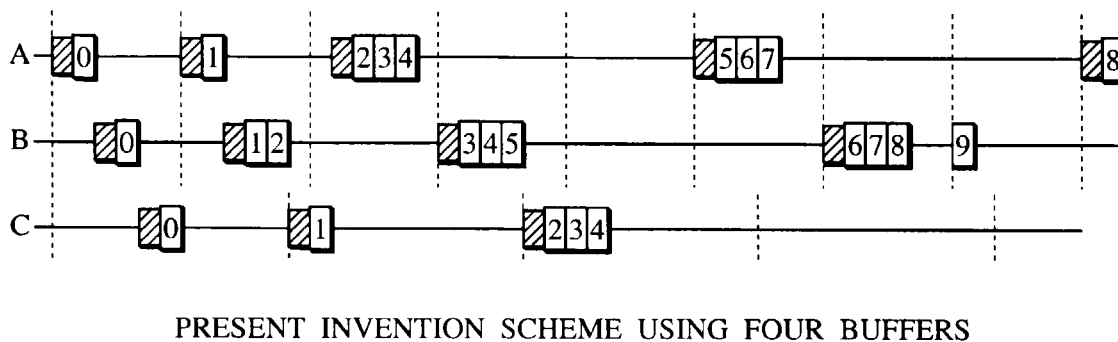 A 0 1 2 3 4 5 6 7 8
B 0 1 2 3 4 5 6 7 8 9
C 0 1 2 3 4
PRESENT INVENTION SCHEME USING FOUR BUFFERS